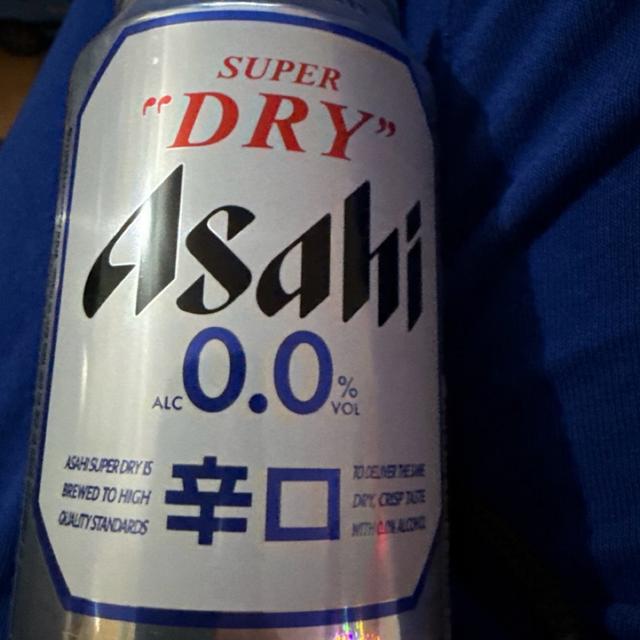 SUPER
"DRY"
Asahi
ALC 0.0% VOL
ASAHI SUPER DRY IS
BREWED TO HIGH
QUALITY STANDARDS
辛口
TO DELIVER THE SAME
DRY, CRISP TASTE
WITH 0.0% ALCOHOL